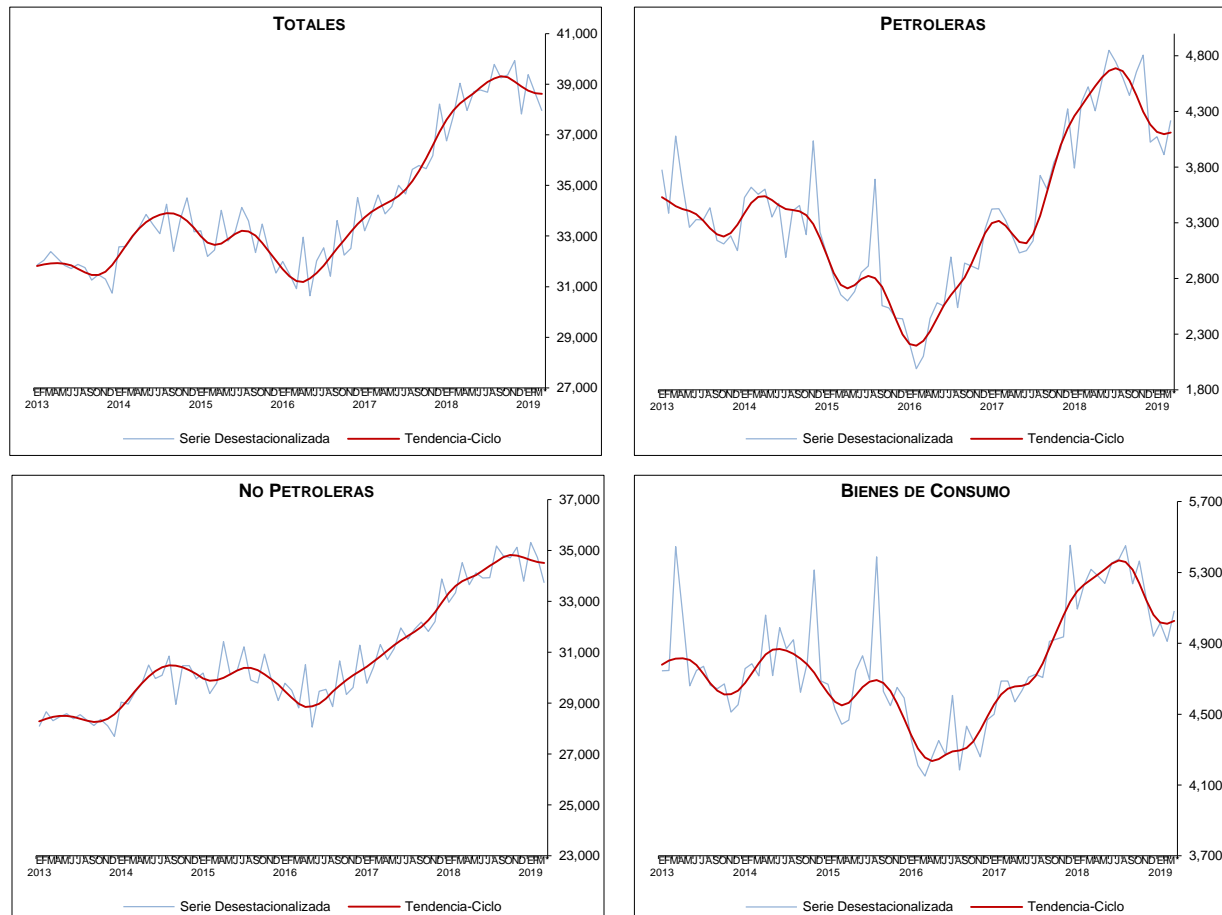 TOTALES
41,000
39,000
37,000
35,000
33,000
31,000
29,000
27,000
2013 2014 2015 2016 2017 2018 2019
Serie Desestacionalizada Tendencia-Ciclo
PETROLERAS
4,800
4,300
3,800
3,300
2,800
2,300
1,800
2013 2014 2015 2016 2017 2018 2019
Serie Desestacionalizada Tendencia-Ciclo
NO PETROLERAS
37,000
35,000
33,000
31,000
29,000
27,000
25,000
23,000
2013 2014 2015 2016 2017 2018 2019
Serie Desestacionalizada Tendencia-Ciclo
BIENES DE CONSUMO
5,700
5,300
4,900
4,500
4,100
3,700
2013 2014 2015 2016 2017 2018 2019
Serie Desestacionalizada Tendencia-Ciclo